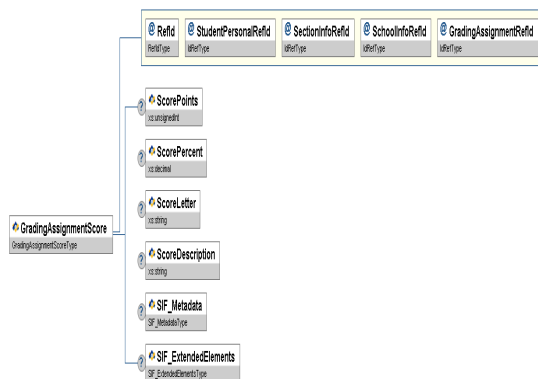 @ RefId
RefIdType
@ StudentPersonalRefId
IdRefType
@ SectionInfoRefId
IdRefType
@ SchoolInfoRefId
IdRefType
@ GradingAssignmentRefId
IdRefType
? ScorePoints
xs:unsignedInt
? ScorePercent
xs:decimal
? ScoreLetter
xs:string
GradingAssignmentScore
GradingAssignmentScoreType
? ScoreDescription
xs:string
? SIF_Metadata
SIF_MetadataType
? SIF_ExtendedElements
SIF_ExtendedElementsType